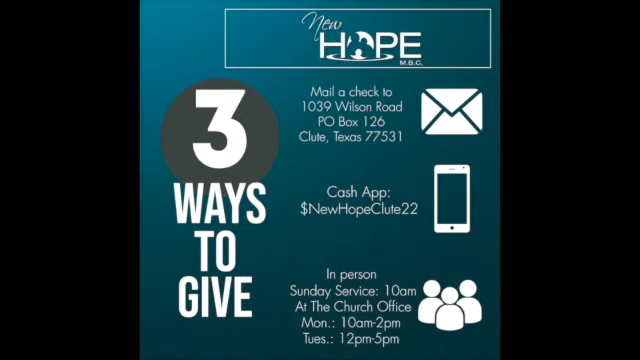 New
HOPE
M.B.C.
3
WAYS
TO
GIVE
Mail a check to
1039 Wilson Road
PO Box 126
Clute, Texas 77531
Cash App:
$NewHopeClute22
In person
Sunday Service: 10am
At The Church Office
Mon.: 10am-2pm
Tues.: 12pm-5pm